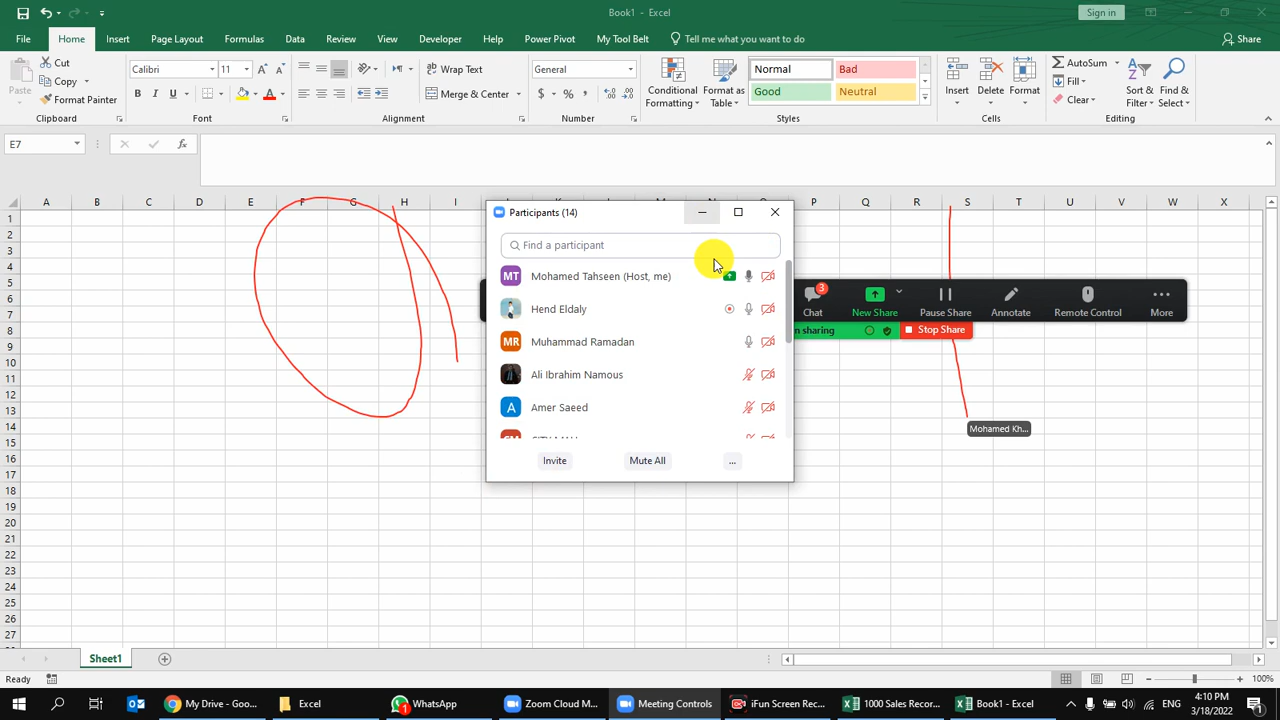 Book1 - Excel
Sign in
File Home Insert Page Layout Formulas Data Review View Developer Help Power Pivot My Tool Belt Tell me what you want to do Share
Paste
Cut
Copy
Format Painter
Clipboard
Calibri 11
B I U
Font
Wrap Text
Merge & Center
Alignment
General
$ % ,
Number
Conditional Formatting
Format as Table
Normal Bad
Good Neutral
Styles
Insert Delete Format
Cells
AutoSum
Fill
Clear
Sort & Filter
Find & Select
Editing
E7
fx
A B C D E F G H I P Q R S T U V W X
1
2
3
4
5
6
7
8
9
10
11
12
13
14
15
16
17
18
19
20
21
22
23
24
25
26
27
Participants (14)
Find a participant
MT Mohamed Tahseen (Host, me)
Hend Eldaly
MR Muhammad Ramadan
Ali Ibrahim Namous
A Amer Saeed
Invite Mute All ...
3
Chat New Share Pause Share Annotate Remote Control More
sharing Stop Share
Mohamed Kh...
Sheet1
Ready
100%
My Drive - Goo...
Excel
1
WhatsApp
Zoom Cloud M...
Meeting Controls
iFun Screen Rec...
1000 Sales Recor...
Book1 - Excel
ENG
4:10 PM
3/18/2022